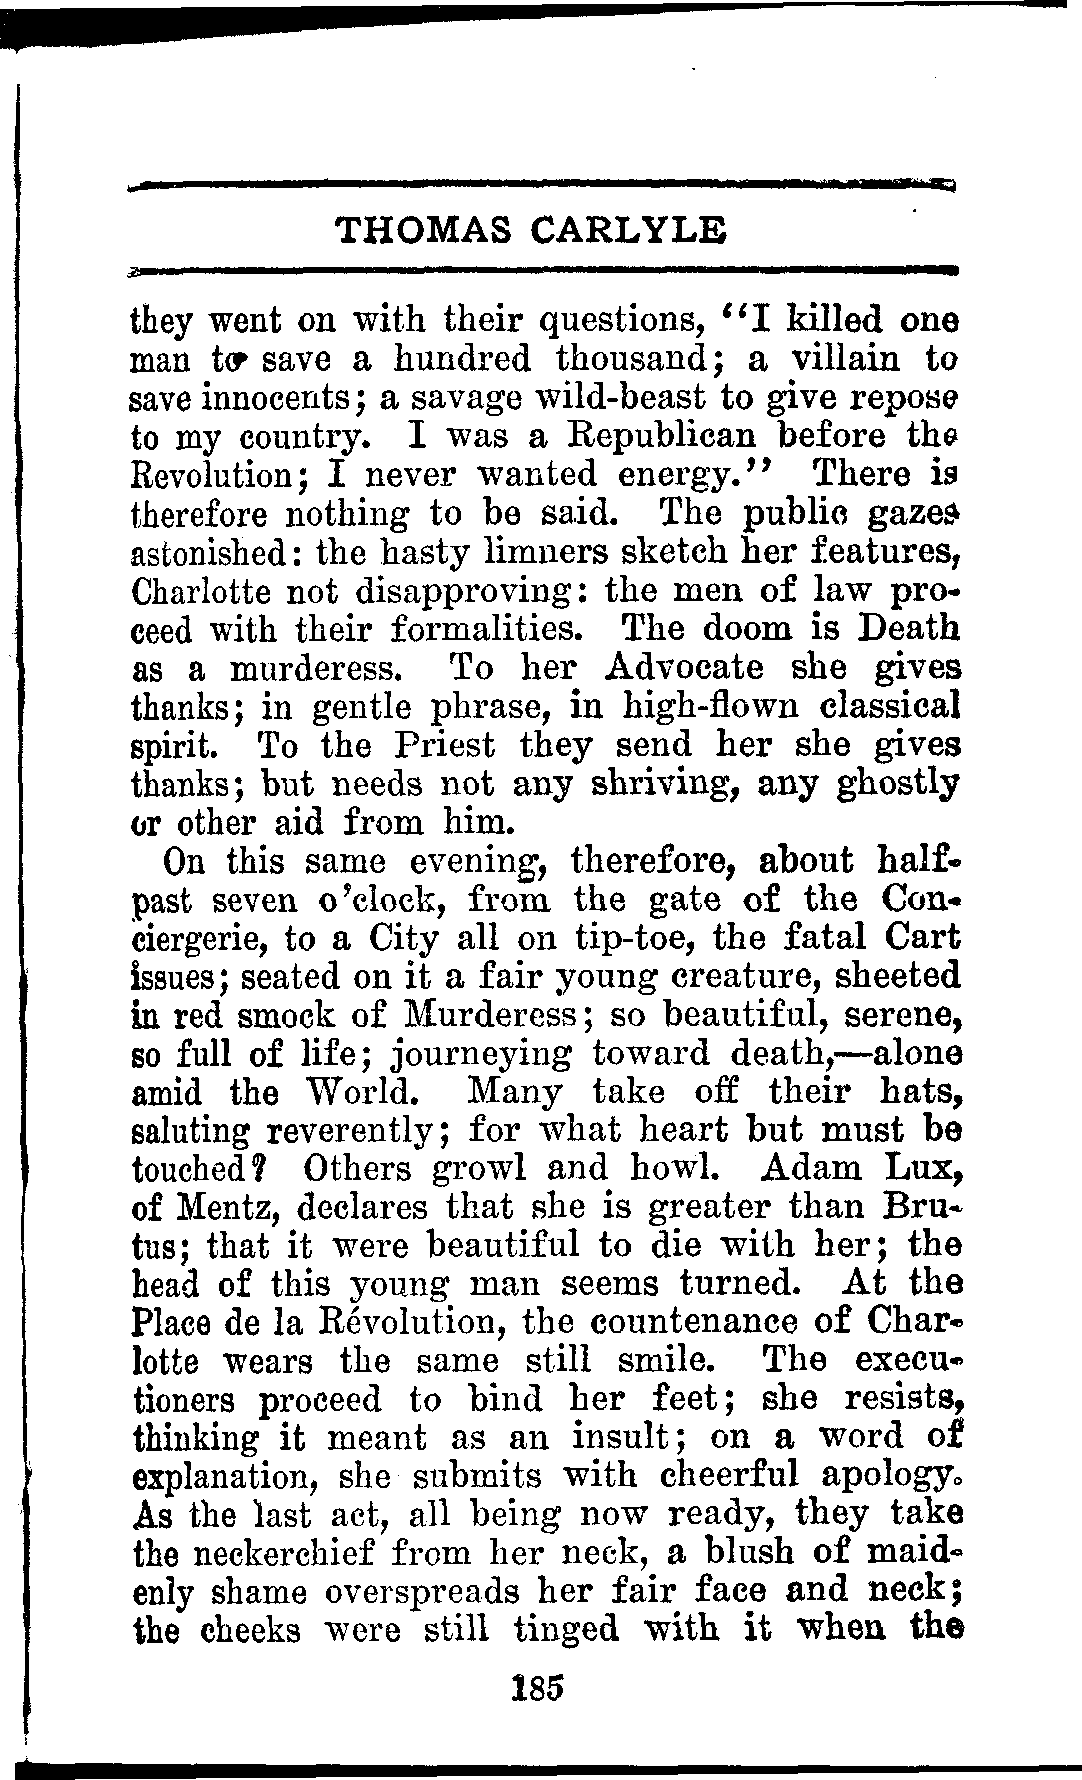 THOMAS CARLYLE
they went on with their questions, "I killed one
man to save a hundred thousand; a villain to
save innocents; a savage wild-beast to give repose
to my country. I was a Republican before the
Revolution; I never wanted energy." There is
therefore nothing to be said. The public gazes
astonished: the hasty limners sketch her features,
Charlotte not disapproving: the men of law pro-
ceed with their formalities. The doom is Death
as a murderess. To her Advocate she gives
thanks; in gentle phrase, in high-flown classical
spirit. To the Priest they send her she gives
thanks; but needs not any shriving, any ghostly
or other aid from him.
On this same evening, therefore, about half-
past seven o'clock, from the gate of the Con-
ciergerie, to a City all on tip-toe, the fatal Cart
issues; seated on it a fair young creature, sheeted
in red smock of Murderess; so beautiful, serene,
so full of life; journeying toward death,—alone
amid the World. Many take off their hats,
saluting reverently; for what heart but must be
touched? Others growl and howl. Adam Lux,
of Mentz, declares that she is greater than Bru-
tus; that it were beautiful to die with her; the
head of this young man seems turned. At the
Place de la Révolution, the countenance of Char-
lotte wears the same still smile. The execu-
tioners proceed to bind her feet; she resists,
thinking it meant as an insult; on a word of
explanation, she submits with cheerful apology.
As the last act, all being now ready, they take
the neckerchief from her neck, a blush of maid-
enly shame overspreads her fair face and neck;
the cheeks were still tinged with it when the
185